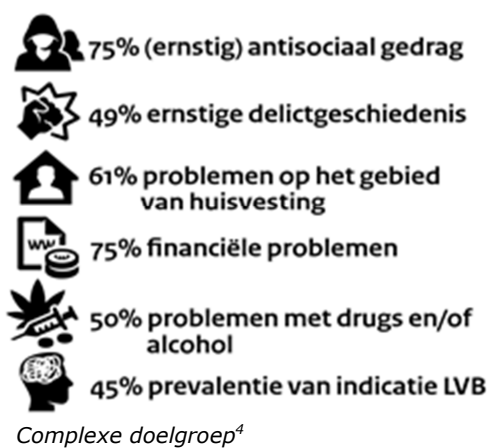 75% (ernstig) antisociaal gedrag
49% ernstige delictgeschiedenis
61% problemen op het gebied
van huisvesting
WW
75% financiële problemen
50% problemen met drugs en/of
alcohol
45% prevalentie van indicatie LVB
Complexe doelgroep⁴